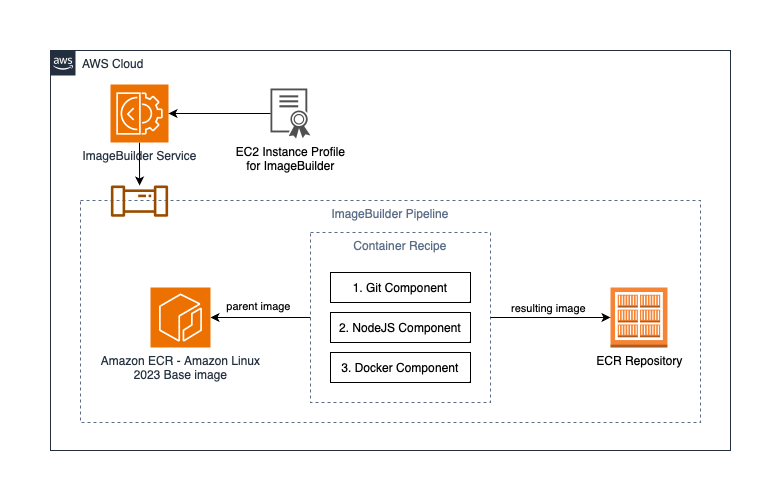 aws
AWS Cloud
ImageBuilder Service
EC2 Instance Profile
for ImageBuilder
ImageBuilder Pipeline
Container Recipe
1. Git Component
2. NodeJS Component
3. Docker Component
parent image
resulting image
Amazon ECR - Amazon Linux
2023 Base image
ECR Repository